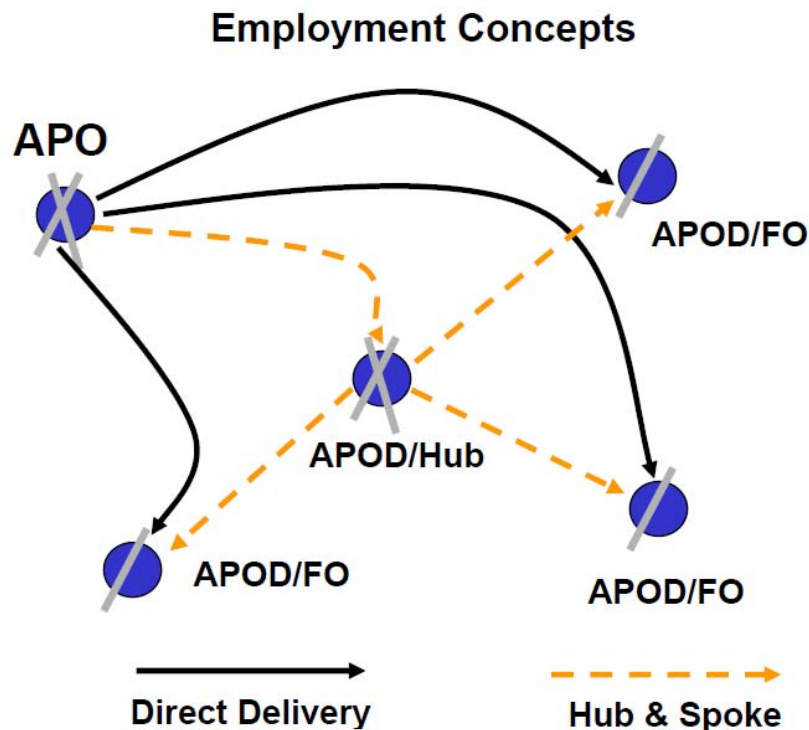 Employment Concepts
APO
APOD/FO
APOD/Hub
APOD/FO
APOD/FO
Direct Delivery
Hub & Spoke